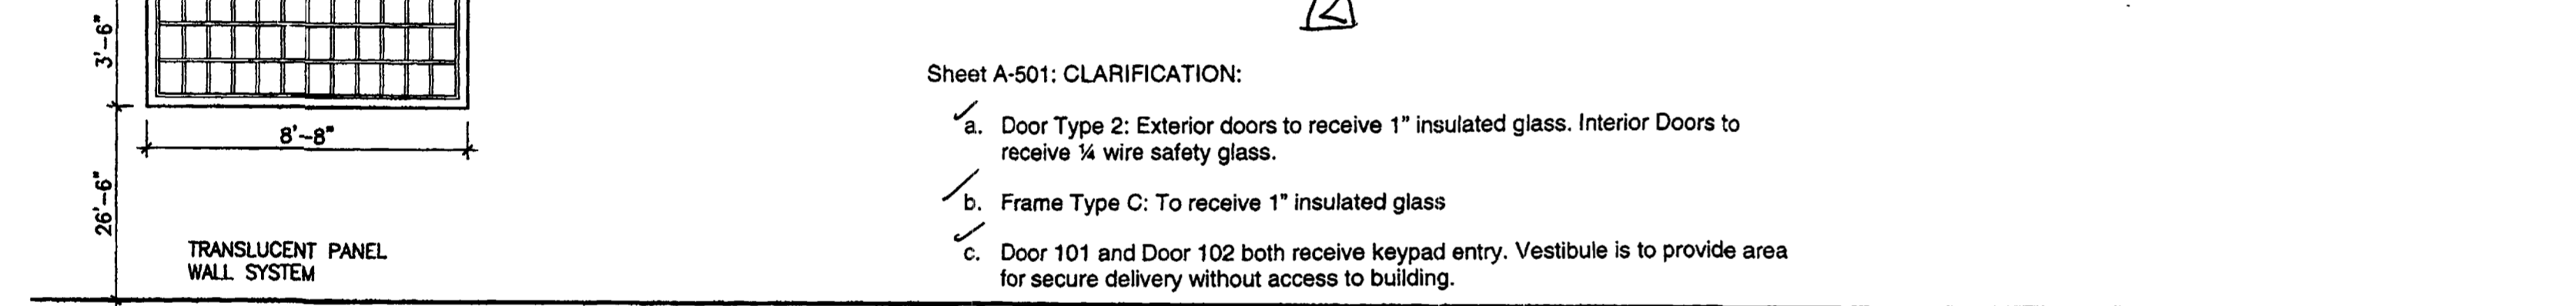 3'-6"
8'-8"
26'-6"
TRANSLUCENT PANEL
WALL SYSTEM
2
Sheet A-501: CLARIFICATION:
a. Door Type 2: Exterior doors to receive 1" insulated glass. Interior Doors to
receive ¼ wire safety glass.
b. Frame Type C: To receive 1" insulated glass
c. Door 101 and Door 102 both receive keypad entry. Vestibule is to provide area
for secure delivery without access to building.